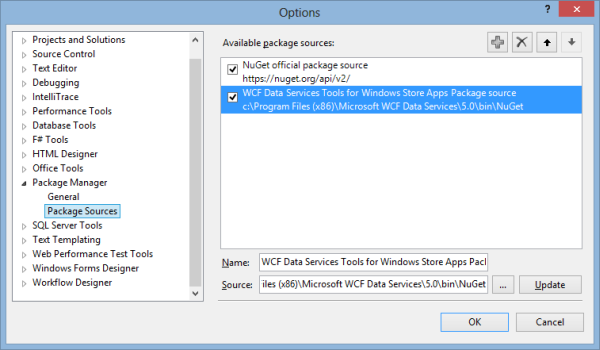 Options
Projects and Solutions
Source Control
Text Editor
Debugging
IntelliTrace
Performance Tools
Database Tools
F# Tools
HTML Designer
Office Tools
Package Manager
General
Package Sources
SQL Server Tools
Text Templating
Web Performance Test Tools
Windows Forms Designer
Workflow Designer
Available package sources:
NuGet official package source
https://nuget.org/api/v2/
WCF Data Services Tools for Windows Store Apps Package source
c:\Program Files (x86)\Microsoft WCF Data Services\5.0\bin\NuGet
Name: WCF Data Services Tools for Windows Store Apps Pacl
Source: iles (x86)\Microsoft WCF Data Services\5.0\bin\NuGet ... Update
OK Cancel